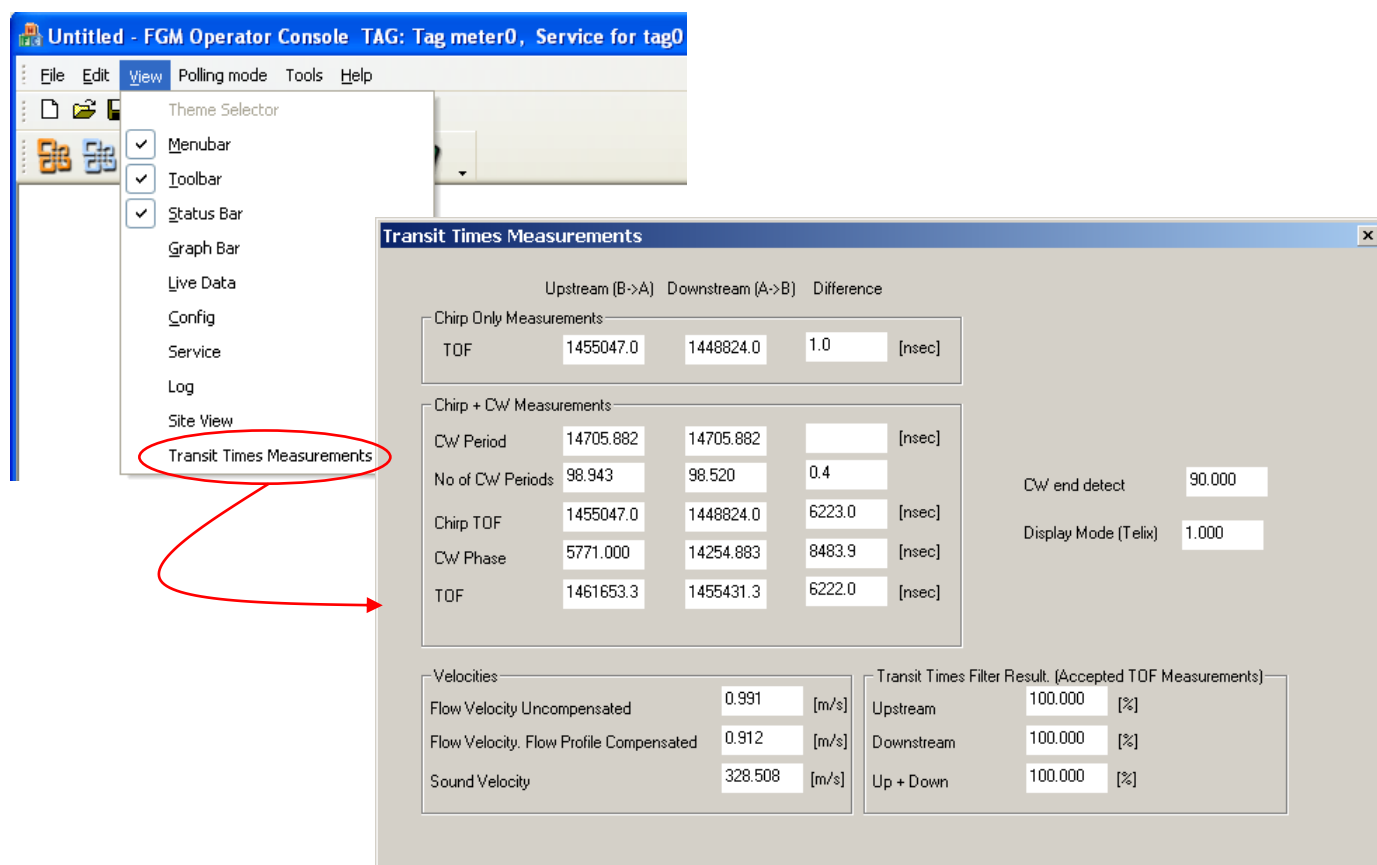 Untitled - FGM Operator Console TAG: Tag meter0, Service for tag0
File Edit View Polling mode Tools Help
Theme Selector
Menubar
Toolbar
Status Bar
Graph Bar
Live Data
Config
Service
Log
Site View
Transit Times Measurements
Transit Times Measurements
Upstream (B->A) Downstream (A->B) Difference
Chirp Only Measurements
TOF 1455047.0 1448824.0 1.0 [nsec]
Chirp + CW Measurements
CW Period 14705.882 14705.882 [nsec]
No of CW Periods 98.943 98.520 0.4
Chirp TOF 1455047.0 1448824.0 6223.0 [nsec]
CW Phase 5771.000 14254.883 8483.9 [nsec]
TOF 1461653.3 1455431.3 6222.0 [nsec]
CW end detect 90.000
Display Mode (Telix) 1.000
Velocities
Flow Velocity Uncompensated 0.991 [m/s]
Flow Velocity. Flow Profile Compensated 0.912 [m/s]
Sound Velocity 328.508 [m/s]
Transit Times Filter Result. (Accepted TOF Measurements)
Upstream 100.000 [%]
Downstream 100.000 [%]
Up + Down 100.000 [%]